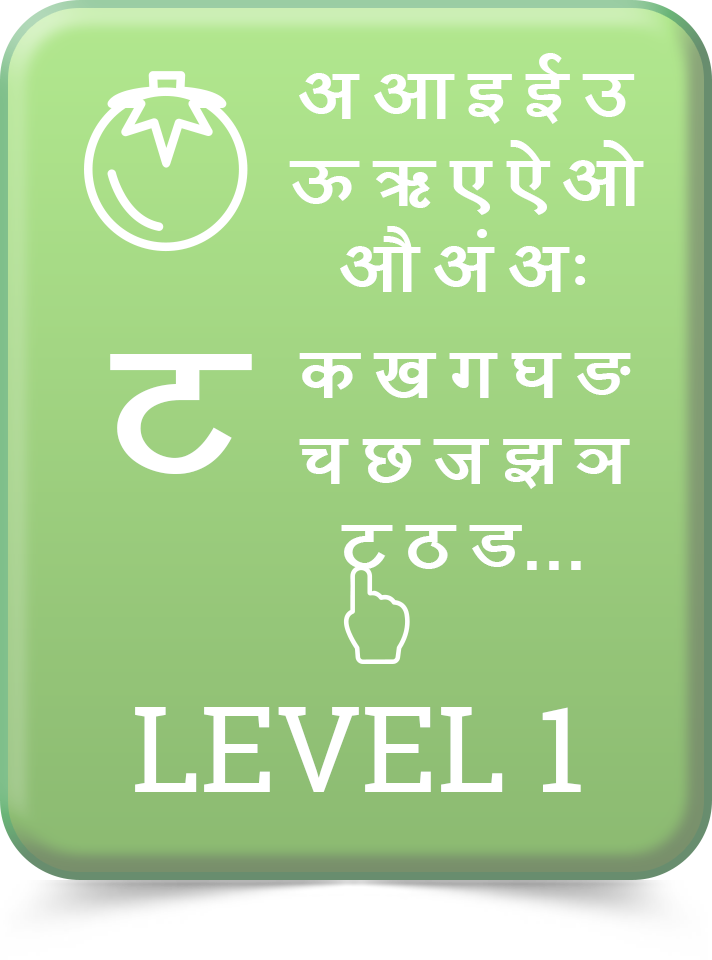 अ आ इ ई उ
ऊ ऋ ए ऐ ओ
औ अं अः
ट
क ख ग घ ङ
च छ ज झ ञ
ट ठ ड...
LEVEL 1